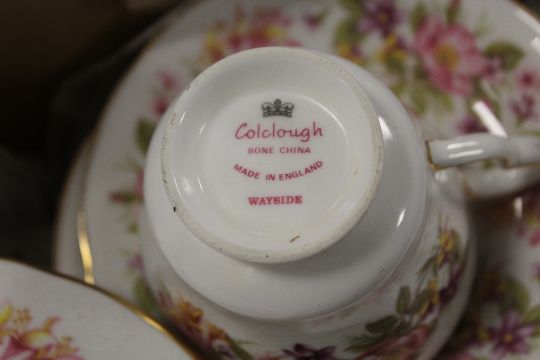 Colclough
BONE CHINA
MADE IN ENGLAND
WAYSIDE